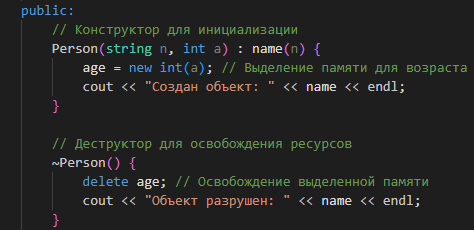 public:
    // Конструктор для инициализации
    Person(string n, int a) : name(n) {
        age = new int(a); // Выделение памяти для возраста
        cout << "Создан объект: " << name << endl;
    }

    // Деструктор для освобождения ресурсов
    ~Person() {
        delete age; // Освобождение выделенной памяти
        cout << "Объект разрушен: " << name << endl;
    }